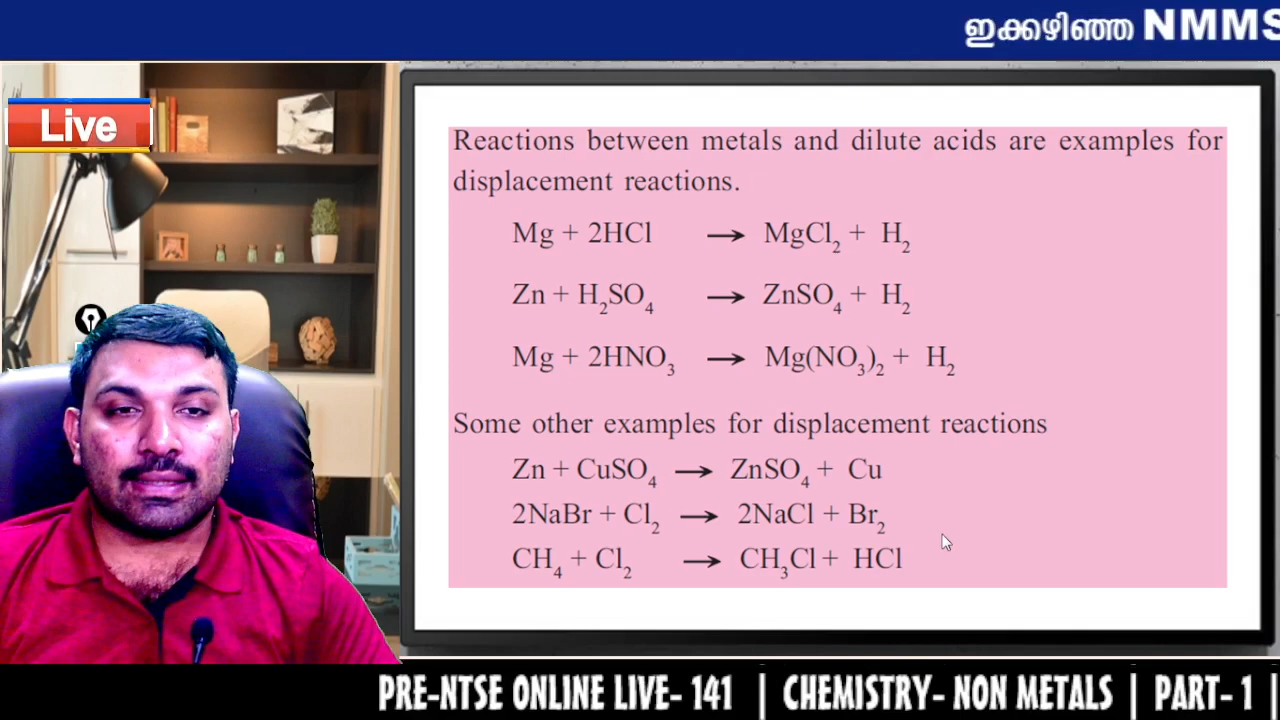 ഇക്കഴിഞ്ഞ NMMS
Live
Reactions between metals and dilute acids are examples for
displacement reactions.
Mg + 2HCl → MgCl₂ + H₂
Zn + H₂SO₄ → ZnSO₄ + H₂
Mg + 2HNO₃ → Mg(NO₃)₂ + H₂
Some other examples for displacement reactions
Zn + CuSO₄ → ZnSO₄ + Cu
2NaBr + Cl₂ → 2NaCl + Br₂
CH₄ + Cl₂ → CH₃Cl + HCl
PRE-NTSE ONLINE LIVE- 141 | CHEMISTRY- NON METALS | PART- 1 |